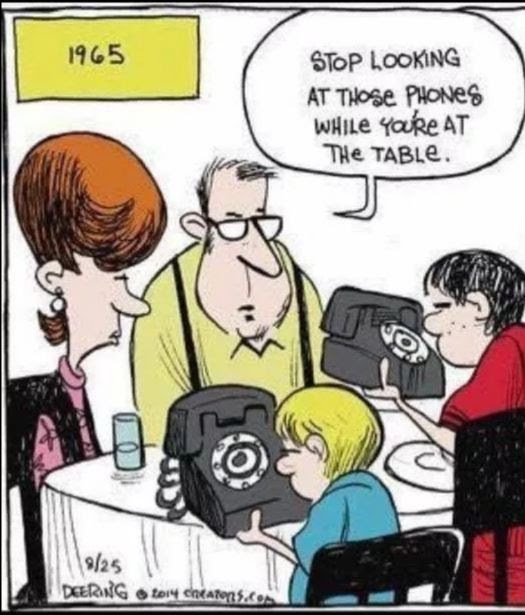 1965
STOP LOOKING
AT THOSE PHONES
WHILE YOU'RE AT
THE TABLE.
8/25
DEERING © 2014 CREATORS.COM